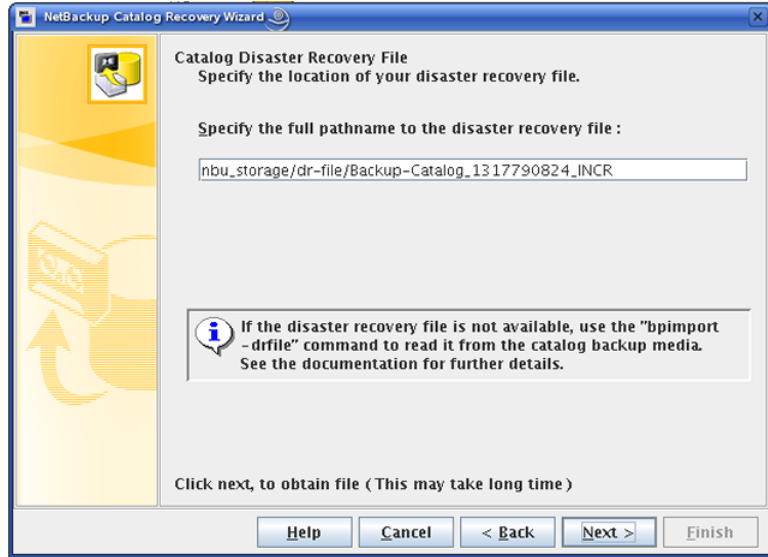 NetBackup Catalog Recovery Wizard
Catalog Disaster Recovery File
Specify the location of your disaster recovery file.
Specify the full pathname to the disaster recovery file :
nbu_storage/dr-file/Backup-Catalog_1317790824_INCR
If the disaster recovery file is not available, use the "bpimport
-drfile" command to read it from the catalog backup media.
See the documentation for further details.
Click next, to obtain file ( This may take long time )
Help Cancel < Back Next > Finish